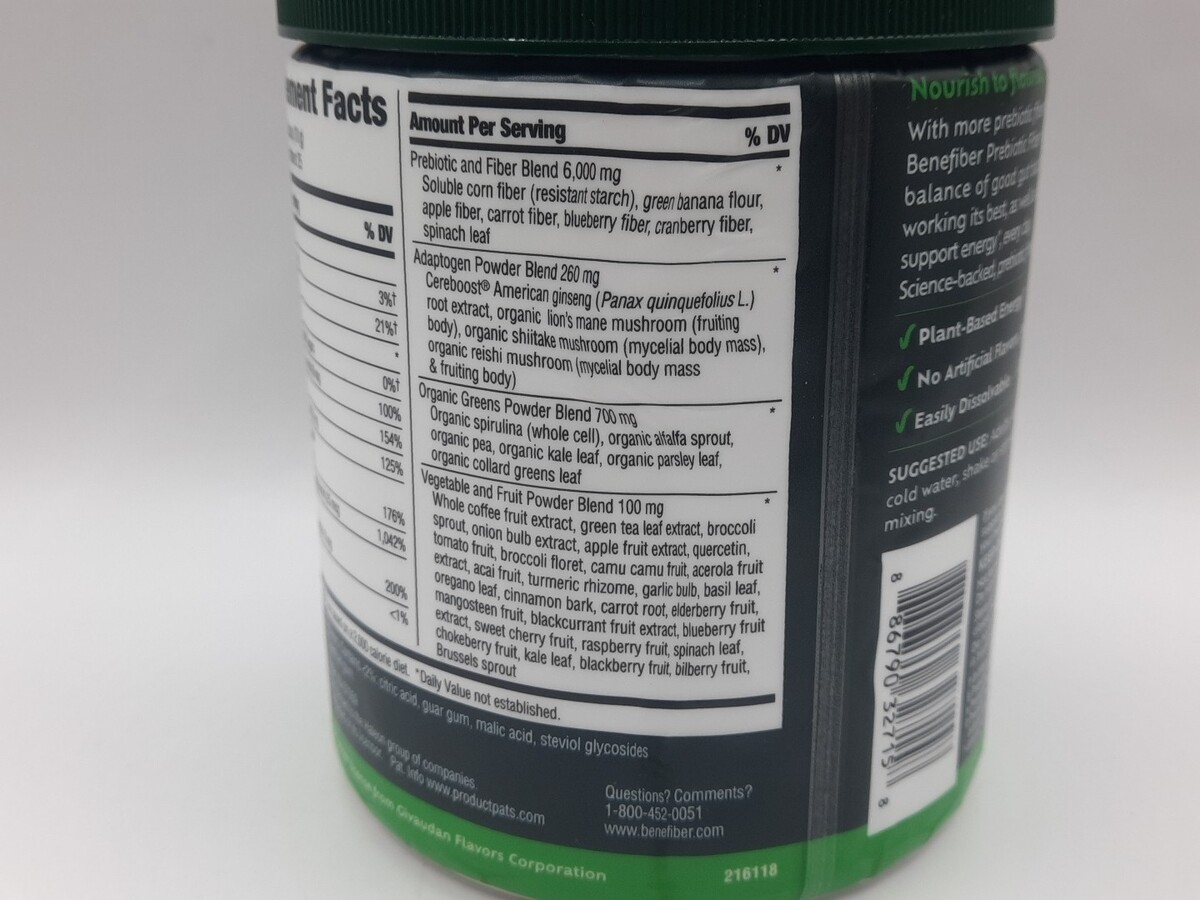 Facts
% DV
3%†
21%†
*
0%†
100%
154%
125%
176%
1,042%
200%
<1%
Amount Per Serving % DV
Prebiotic and Fiber Blend 6,000 mg *
Soluble corn fiber (resistant starch), green banana flour,
apple fiber, carrot fiber, blueberry fiber, cranberry fiber,
spinach leaf
Adaptogen Powder Blend 260 mg *
Cereboost® American ginseng (Panax quinquefolius L.)
root extract, organic lion's mane mushroom (fruiting
body), organic shiitake mushroom (mycelial body mass),
organic reishi mushroom (mycelial body mass
& fruiting body)
Organic Greens Powder Blend 700 mg *
Organic spirulina (whole cell), organic alfalfa sprout,
organic pea, organic kale leaf, organic parsley leaf,
organic collard greens leaf
Vegetable and Fruit Powder Blend 100 mg *
Whole coffee fruit extract, green tea leaf extract, broccoli
sprout, onion bulb extract, apple fruit extract, quercetin,
tomato fruit, broccoli floret, camu camu fruit, acerola fruit
extract, acai fruit, turmeric rhizome, garlic bulb, basil leaf,
oregano leaf, cinnamon bark, carrot root, elderberry fruit,
mangosteen fruit, blackcurrant fruit extract, blueberry fruit
extract, sweet cherry fruit, raspberry fruit, spinach leaf,
chokeberry fruit, kale leaf, blackberry fruit, bilberry fruit,
Brussels sprout
calorie diet. *Daily Value not established.
citric acid, guar gum, malic acid, steviol glycosides
group of companies.
Pat. Info www.productpats.com
Questions? Comments?
1-800-452-0051
www.benefiber.com
from Givaudan Flavors Corporation
216118
Nourish to
With more prebiotic
Benefiber Prebiotic
balance of good gut
working its best, as
support energy
Science-backed,
Plant-Based
No Artificial
Easily
SUGGESTED USE:
cold water, shake
mixing.
8 86790 32715 8